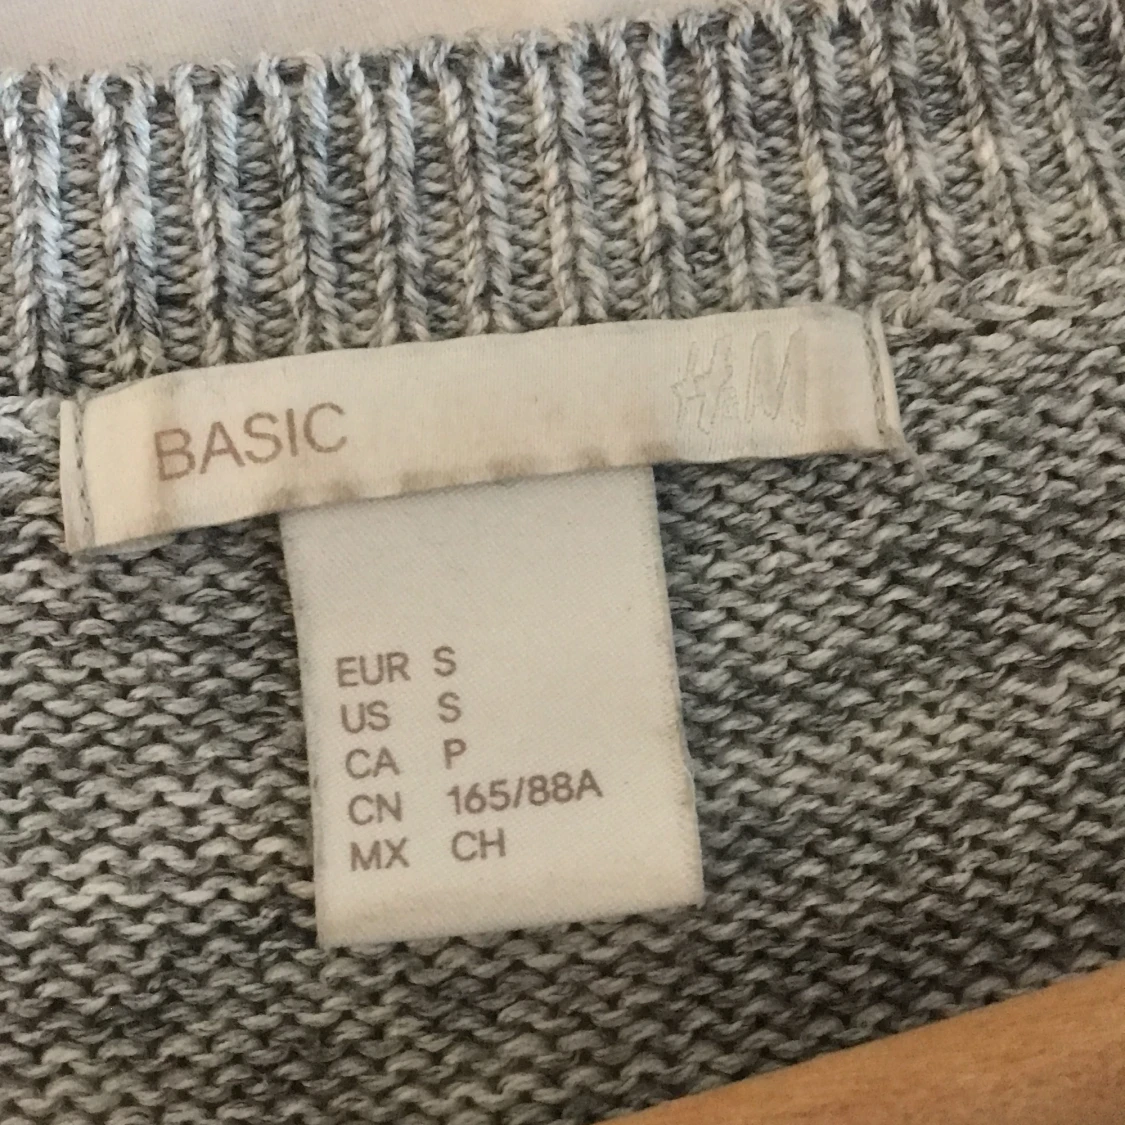 BASIC H&M
EUR S
US S
CA P
CN 165/88A
MX CH